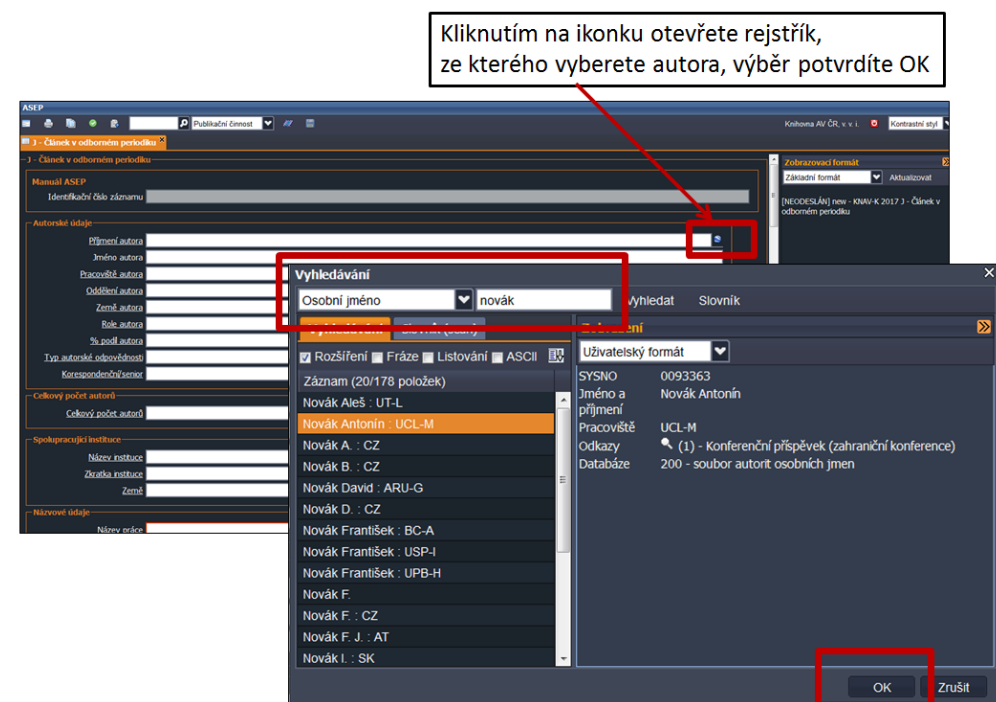 Kliknutím na ikonku otevřete rejstřík,
ze kterého vyberete autora, výběr potvrdíte OK
ASEP
Publikační činnost
Knihovna AV ČR, v. v. i.
Kontrastní styl
J - Článek v odborném periodiku
J - Článek v odborném periodiku
Manuál ASEP
Identifikační číslo záznamu
Autorské údaje
Příjmení autora
Jméno autora
Pracoviště autora
Oddělení autora
Země autora
Role autora
% podíl autora
Typ autorské odpovědnosti
Korespondenční/senior
Celkový počet autorů
Celkový počet autorů
Spolupracující instituce
Název instituce
Zkratka instituce
Země
Názvové údaje
Název práce
Zobrazovací formát
Základní formát
Aktualizovat
[NEODESLÁN] new - KNAV-K 2017 J - Článek v
odborném periodiku
Vyhledávání
Osobní jméno
novák
Vyhledat
Slovník
Vyhledávání
Zobrazení
Rozšíření Fráze Listování ASCII
Uživatelský formát
Záznam (20/178 položek)
Novák Aleš : UT-L
Novák Antonín : UCL-M
Novák A. : CZ
Novák B. : CZ
Novák David : ARU-G
Novák D. : CZ
Novák František : BC-A
Novák František : USP-I
Novák František : UPB-H
Novák F.
Novák F. : CZ
Novák F. J. : AT
Novák I. : SK
SYSNO 0093363
Jméno a Novák Antonín
příjmení
Pracoviště UCL-M
Odkazy (1) - Konferenční příspěvek (zahraniční konference)
Databáze 200 - soubor autorit osobních jmen
OK
Zrušit